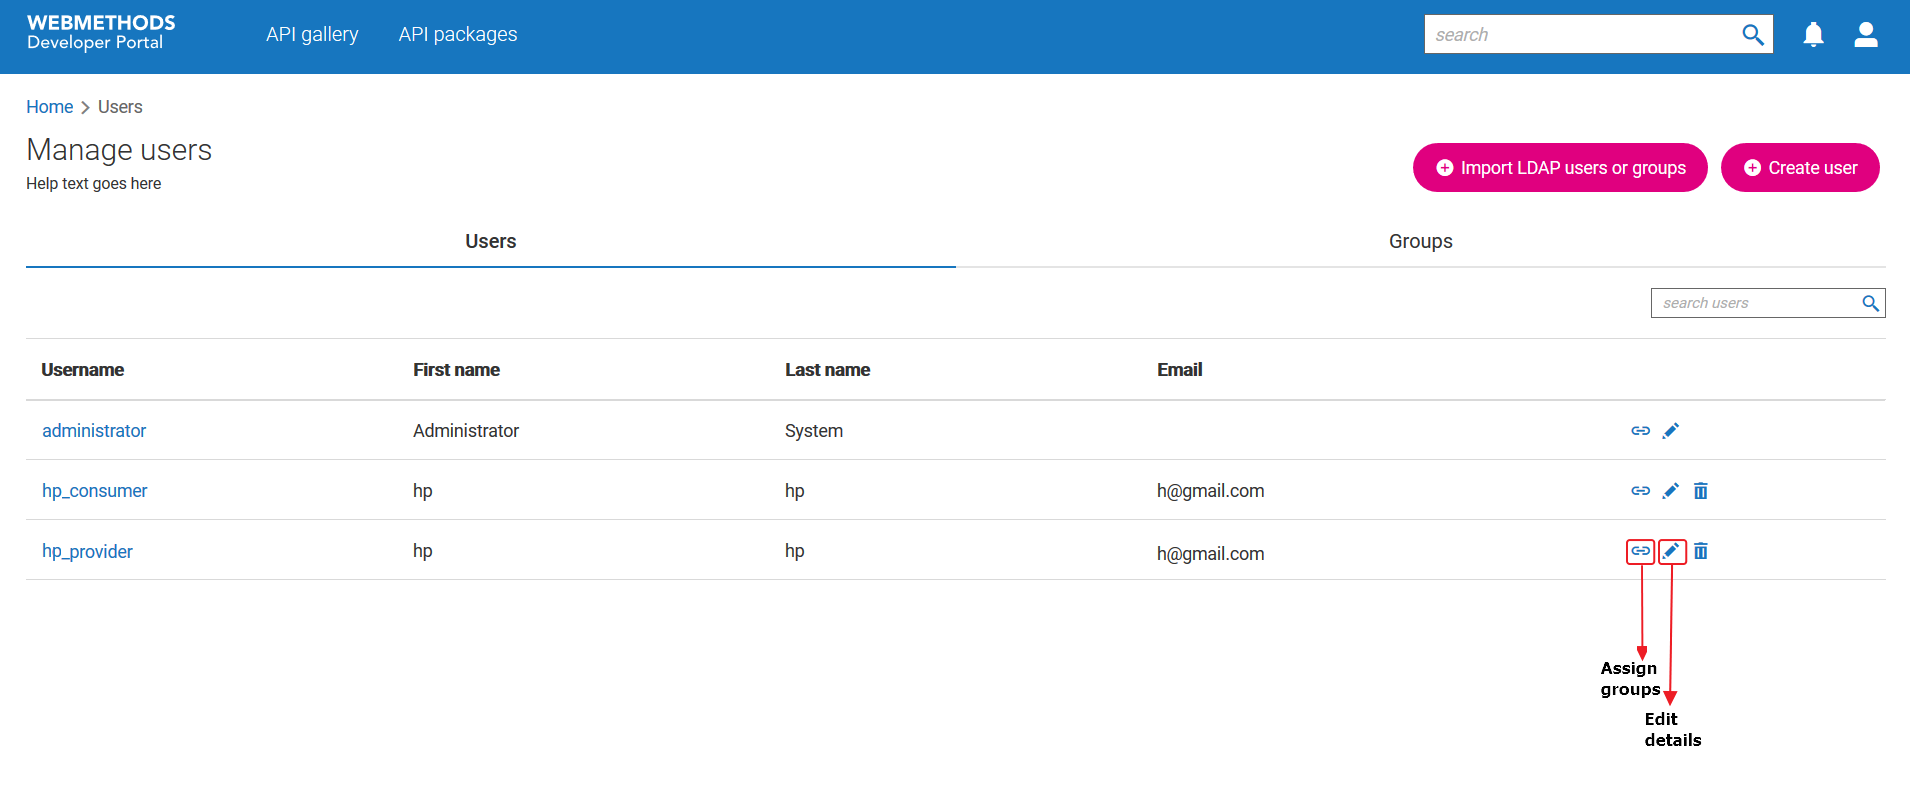 WEBMETHODS
Developer Portal
API gallery
API packages
search
Home > Users
Manage users
Help text goes here
Import LDAP users or groups
Create user
Users
Groups
search users
Username First name Last name Email
administrator Administrator System
hp_consumer hp hp h@gmail.com
hp_provider hp hp h@gmail.com
Assign
groups
Edit
details